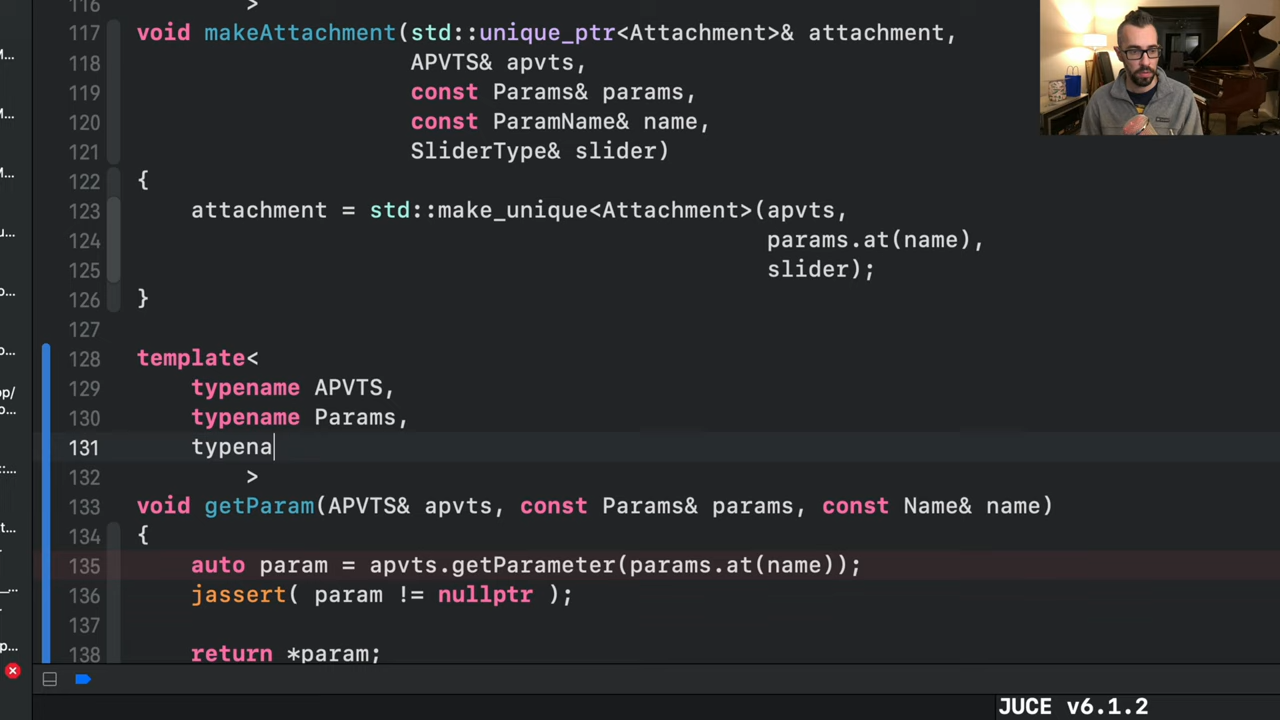 116 >
117 void makeAttachment(std::unique_ptr<Attachment>& attachment,
118 APVTS& apvts,
119 const Params& params,
120 const ParamName& name,
121 SliderType& slider)
122 {
123 attachment = std::make_unique<Attachment>(apvts,
124 params.at(name),
125 slider);
126 }
127
128 template<
129 typename APVTS,
130 typename Params,
131 typena
132 >
133 void getParam(APVTS& apvts, const Params& params, const Name& name)
134 {
135 auto param = apvts.getParameter(params.at(name));
136 jassert( param != nullptr );
137
138 return *param;
JUCE v6.1.2